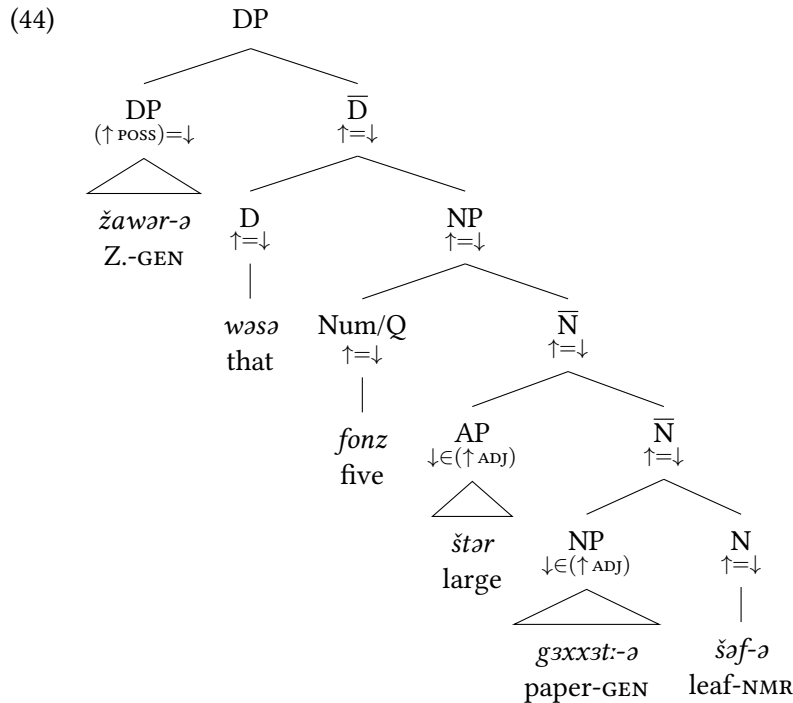 (44) DP
DP D̅
(↑ POSS)=↓ ↑=↓
žawər-ə D NP
Z.-GEN ↑=↓ ↑=↓
wəsə Num/Q N̅
that ↑=↓ ↑=↓
fonz AP N̅
five ↓∈(↑ ADJ) ↑=↓
štər NP N
large ↓∈(↑ ADJ) ↑=↓
gɜxxɜt:-ə šəf-ə
paper-GEN leaf-NMR